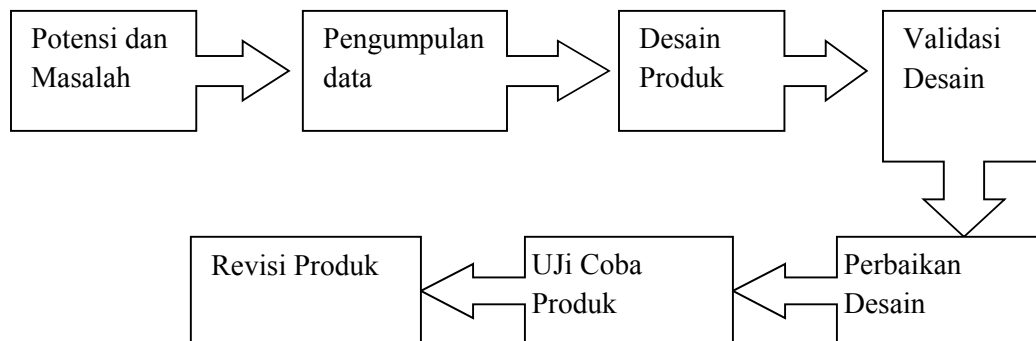 Potensi dan
Masalah
Pengumpulan
data
Desain
Produk
Validasi
Desain
Perbaikan
Desain
UJi Coba
Produk
Revisi Produk